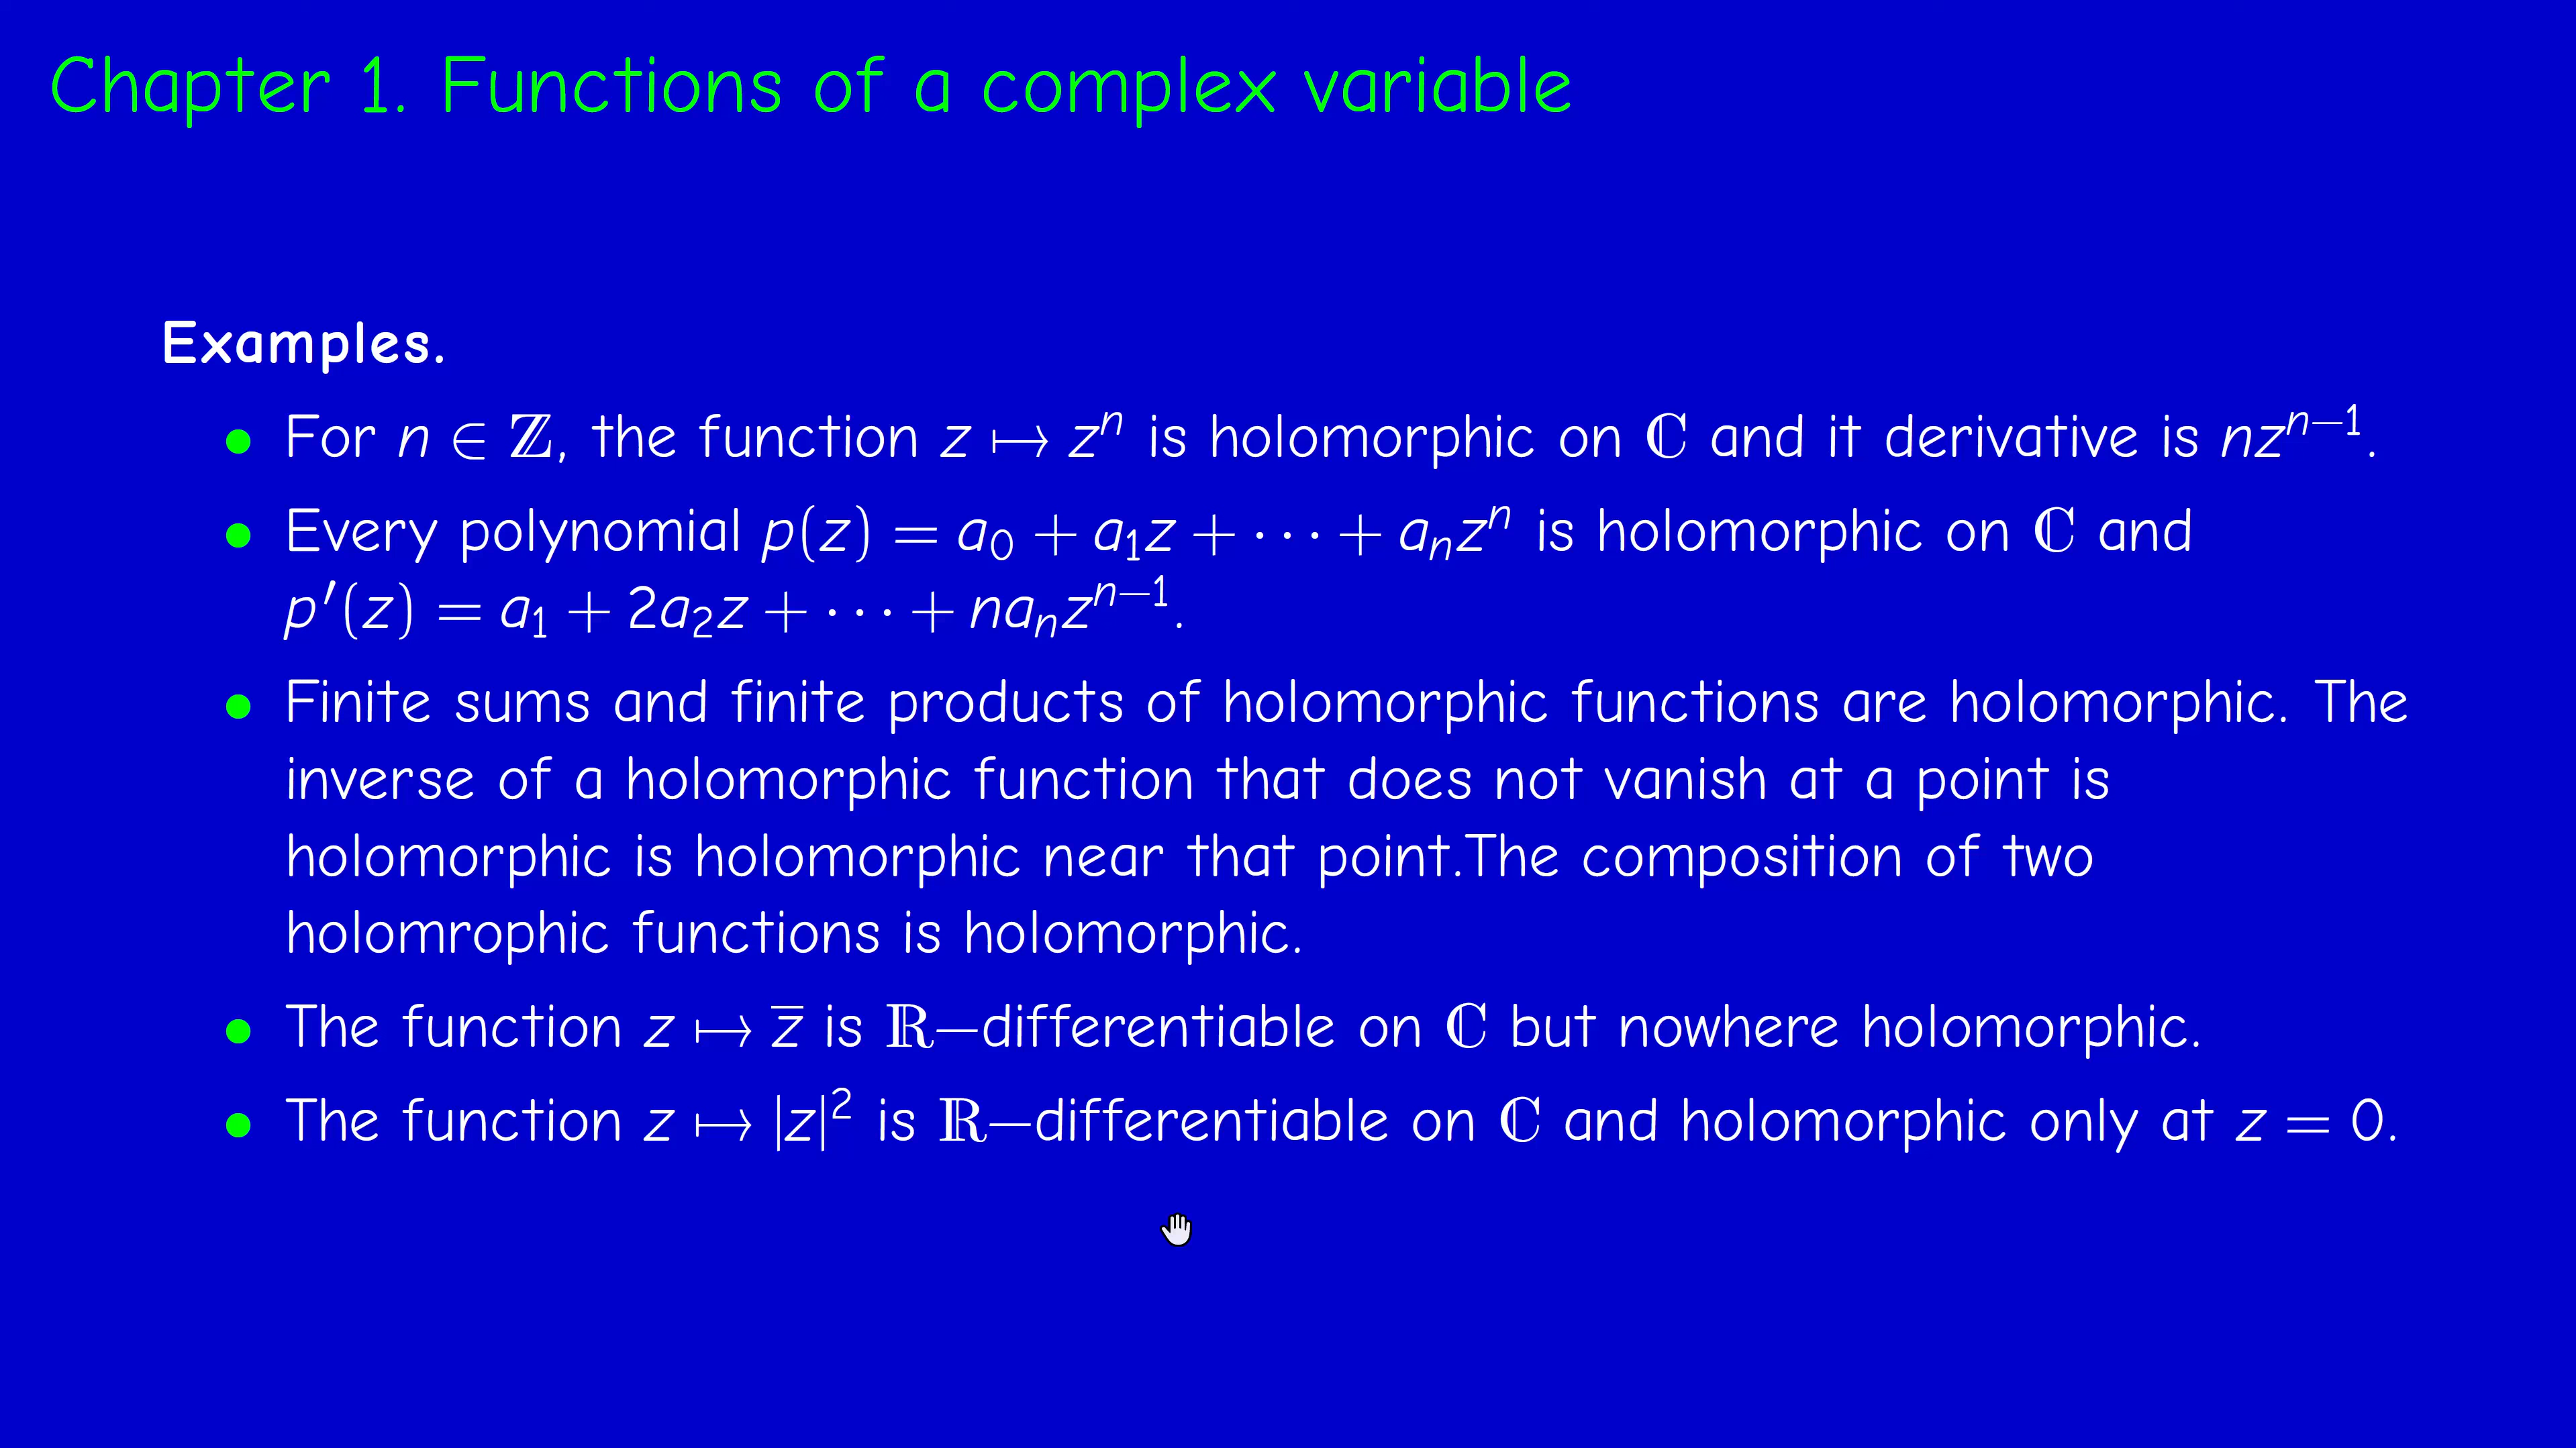 Chapter 1. Functions of a complex variable
Examples.
● For n ∈ ℤ, the function z ↦ zⁿ is holomorphic on ℂ and it derivative is nzⁿ⁻¹.
● Every polynomial p(z) = a₀ + a₁z + ⋯ + aₙzⁿ is holomorphic on ℂ and
p′(z) = a₁ + 2a₂z + ⋯ + naₙzⁿ⁻¹.
● Finite sums and finite products of holomorphic functions are holomorphic. The
inverse of a holomorphic function that does not vanish at a point is
holomorphic is holomorphic near that point.The composition of two
holomrophic functions is holomorphic.
● The function z ↦ z̅ is ℝ−differentiable on ℂ but nowhere holomorphic.
● The function z ↦ |z|² is ℝ−differentiable on ℂ and holomorphic only at z = 0.